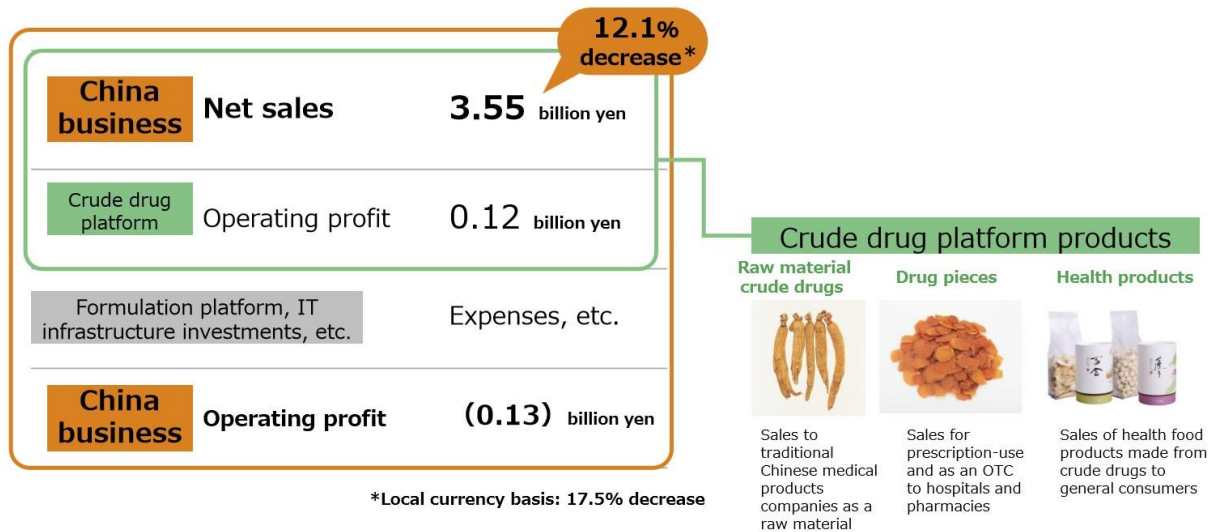 12.1%
decrease*
China
business
Net sales
3.55 billion yen
Crude drug
platform
Operating profit
0.12 billion yen
Formulation platform, IT
infrastructure investments, etc.
Expenses, etc.
China
business
Operating profit
(0.13) billion yen
*Local currency basis: 17.5% decrease
Crude drug platform products
Raw material
crude drugs
Sales to
traditional
Chinese medical
products
companies as a
raw material
Drug pieces
Sales for
prescription-use
and as an OTC
to hospitals and
pharmacies
Health products
Sales of health food
products made from
crude drugs to
general consumers